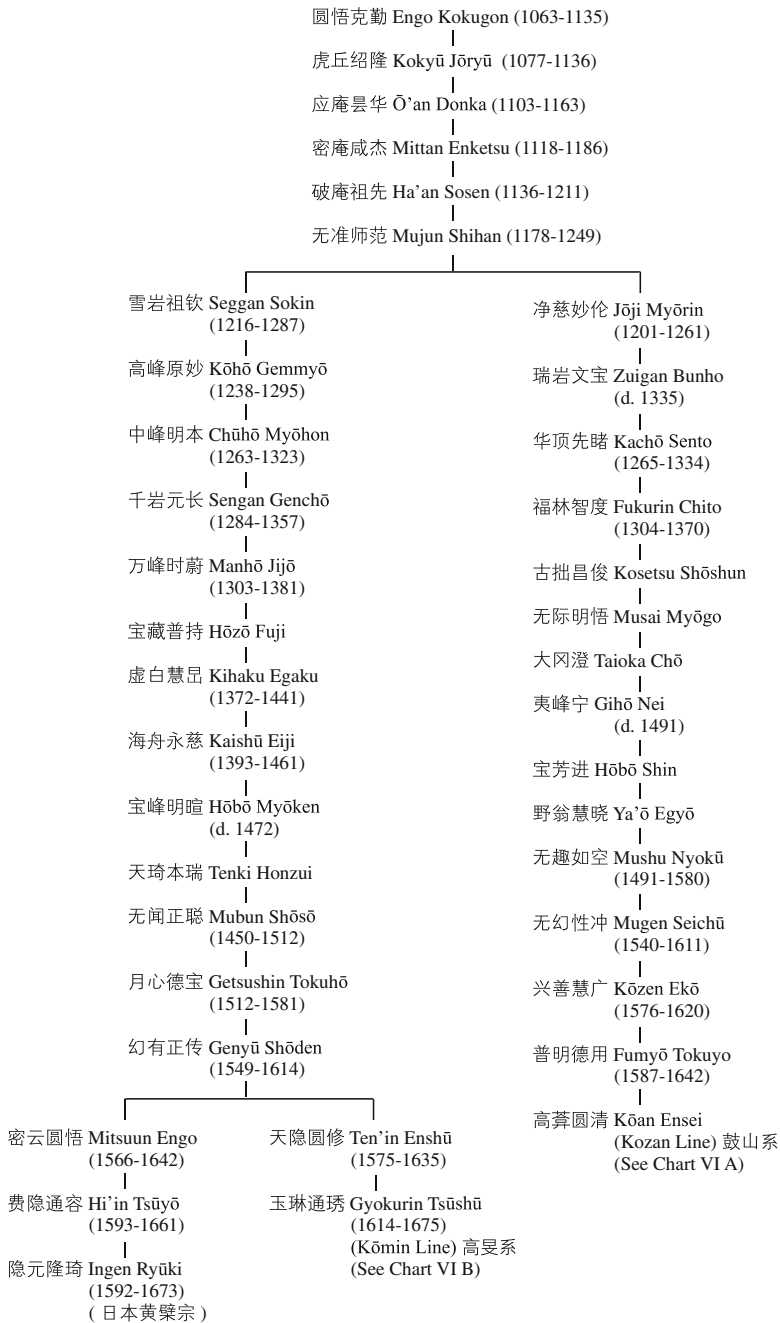 圆悟克勤 Engo Kokugon (1063-1135)
虎丘绍隆 Kokyū Jōryū (1077-1136)
应庵昙华 Ō’an Donka (1103-1163)
密庵咸杰 Mittan Enketsu (1118-1186)
破庵祖先 Ha’an Sosen (1136-1211)
无准师范 Mujun Shihan (1178-1249)
雪岩祖钦 Seggan Sokin
(1216-1287)
高峰原妙 Kōhō Gemmyō
(1238-1295)
中峰明本 Chūhō Myōhon
(1263-1323)
千岩元长 Sengan Genchō
(1284-1357)
万峰时蔚 Manhō Jijō
(1303-1381)
宝藏普持 Hōzō Fuji
虚白慧旵 Kihaku Egaku
(1372-1441)
海舟永慈 Kaishū Eiji
(1393-1461)
宝峰明暄 Hōbō Myōken
(d. 1472)
天琦本瑞 Tenki Honzui
无闻正聪 Mubun Shōsō
(1450-1512)
月心德宝 Getsushin Tokuhō
(1512-1581)
幻有正传 Genyū Shōden
(1549-1614)
密云圆悟 Mitsuun Engo
(1566-1642)
费隐通容 Hi’in Tsūyō
(1593-1661)
隐元隆琦 Ingen Ryūki
(1592-1673)
( 日本黄檗宗 )
天隐圆修 Ten’in Enshū
(1575-1635)
玉琳通琇 Gyokurin Tsūshū
(1614-1675)
(Kōmin Line) 高旻系
(See Chart VI B)
净慈妙伦 Jōji Myōrin
(1201-1261)
瑞岩文宝 Zuigan Bunho
(d. 1335)
华顶先睹 Kachō Sento
(1265-1334)
福林智度 Fukurin Chito
(1304-1370)
古拙昌俊 Kosetsu Shōshun
无际明悟 Musai Myōgo
大冈澄 Taioka Chō
夷峰宁 Gihō Nei
(d. 1491)
宝芳进 Hōbō Shin
野翁慧晓 Ya’ō Egyō
无趣如空 Mushu Nyokū
(1491-1580)
无幻性冲 Mugen Seichū
(1540-1611)
兴善慧广 Kōzen Ekō
(1576-1620)
普明德用 Fumyō Tokuyo
(1587-1642)
高葊圆清 Kōan Ensei
(Kozan Line) 鼓山系
(See Chart VI A)